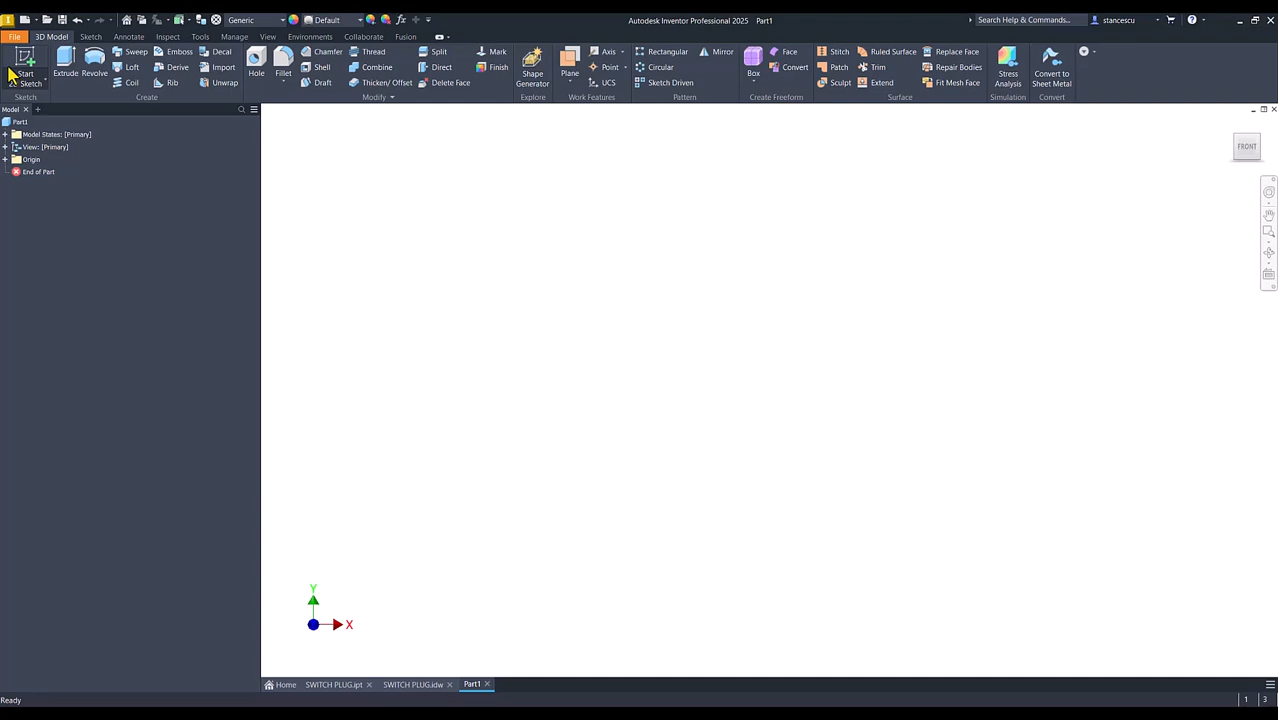 Generic
Default
Autodesk Inventor Professional 2025 Part1
Search Help & Commands...
stancescu
File 3D Model Sketch Annotate Inspect Tools Manage View Environments Collaborate Fusion
Start
Sketch
Extrude Revolve
Sweep Emboss Decal
Loft Derive Import
Coil Rib Unwrap
Hole Fillet
Chamfer Thread Split
Shell Combine Direct
Draft Thicken/ Offset Delete Face
Mark
Finish
Shape
Generator
Plane
Axis
Point
UCS
Rectangular Mirror
Circular
Sketch Driven
Box
Face
Convert
Stitch Ruled Surface Replace Face
Patch Trim Repair Bodies
Sculpt Extend Fit Mesh Face
Stress
Analysis
Convert to
Sheet Metal
Sketch Create Modify Explore Work Features Pattern Create Freeform Surface Simulation Convert
Model
Part1
Model States: [Primary]
View: [Primary]
Origin
End of Part
FRONT
Y
X
Home SWITCH PLUG.ipt SWITCH PLUG.idw Part1
Ready 1 3